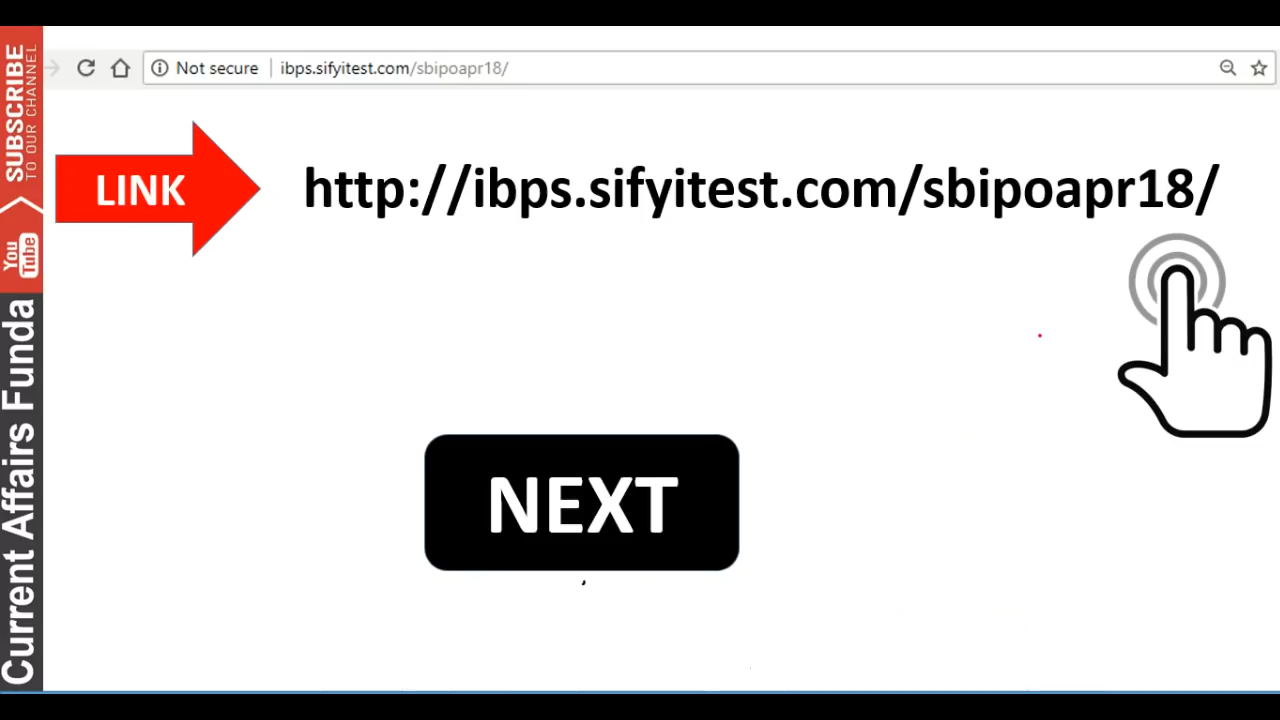 Not secure ibps.sifyitest.com/sbipoapr18/
LINK http://ibps.sifyitest.com/sbipoapr18/
NEXT
SUBSCRIBE
TO OUR CHANNEL
You
Tube
Current Affairs Funda